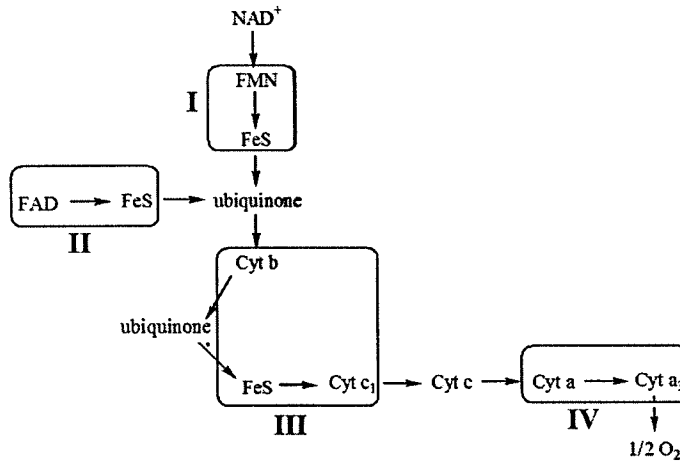 NAD⁺
I
FMN
FeS
FAD → FeS → ubiquinone
II
Cyt b
ubiquinone
FeS → Cyt c₁ → Cyt c → Cyt a → Cyt a₃
III
IV
1/2 O₂